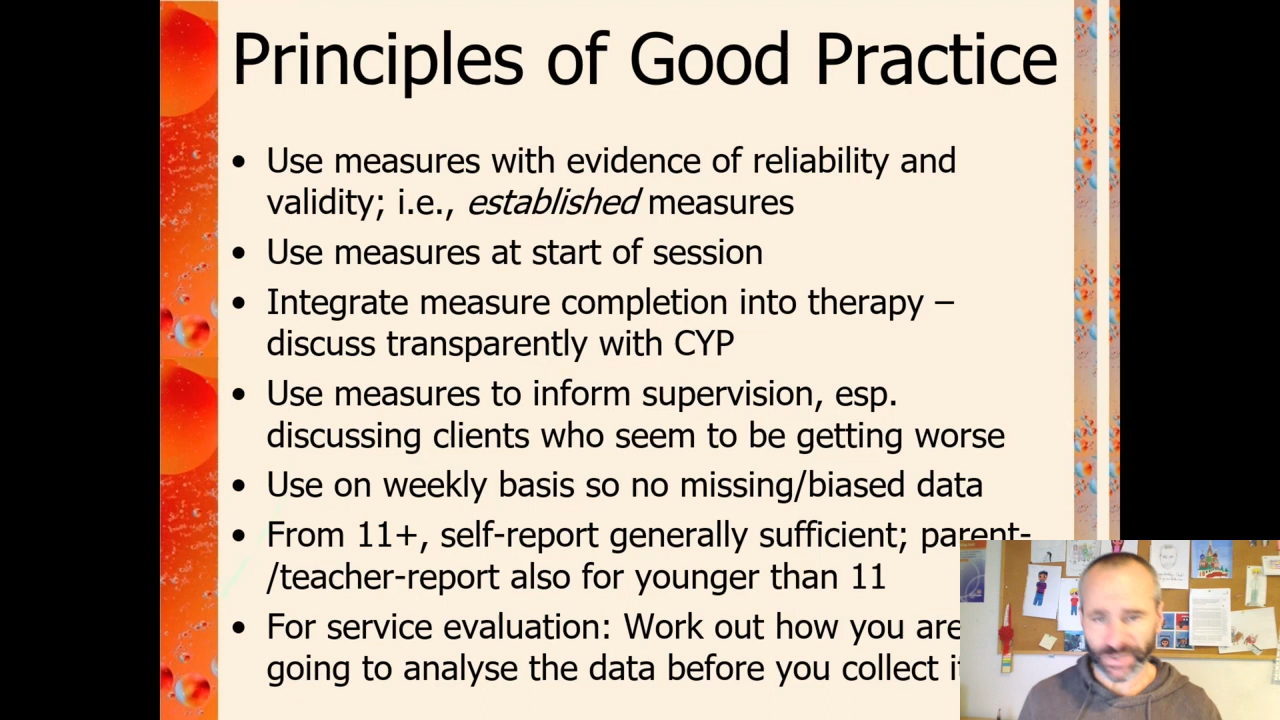 Principles of Good Practice
• Use measures with evidence of reliability and
validity; i.e., established measures
• Use measures at start of session
• Integrate measure completion into therapy –
discuss transparently with CYP
• Use measures to inform supervision, esp.
discussing clients who seem to be getting worse
• Use on weekly basis so no missing/biased data
• From 11+, self-report generally sufficient; parent-
/teacher-report also for younger than 11
• For service evaluation: Work out how you are
going to analyse the data before you collect